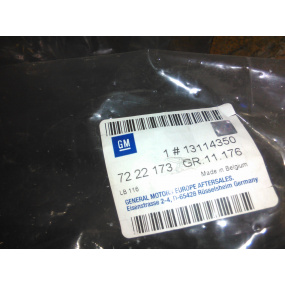 GM
1 # 13114350
72 22 173 GR.11.176
LB 116 Made in Belgium
GENERAL MOTORS EUROPE AFTERSALES.
Eisenstrasse 2-4, D-65428 Rüsselsheim Germany